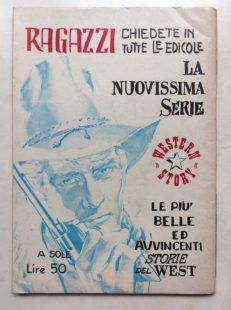 RAGAZZI
CHIEDETE IN
TUTTE LE EDICOLE
LA
NUOVISSIMA
SERIE
WESTERN
STORY
LE PIU'
BELLE
ED
AVVINCENTI
STORIE
DEL WEST
A SOLE
Lire 50